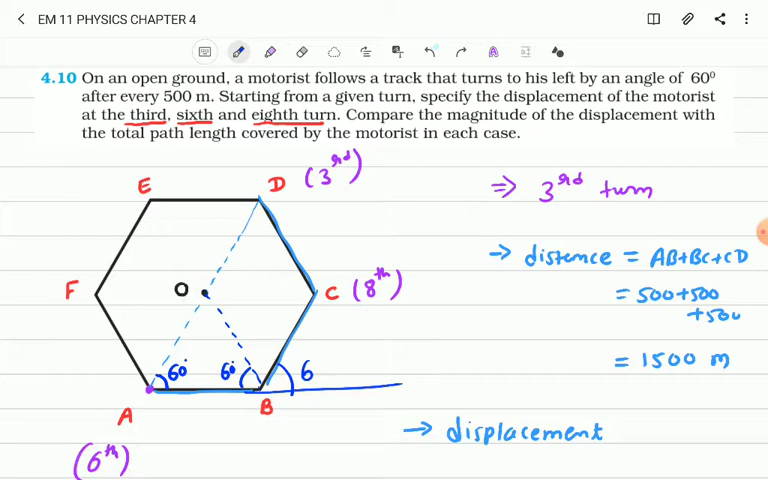 EM 11 PHYSICS CHAPTER 4
4.10 On an open ground, a motorist follows a track that turns to his left by an angle of 60⁰
after every 500 m. Starting from a given turn, specify the displacement of the motorist
at the third, sixth and eighth turn. Compare the magnitude of the displacement with
the total path length covered by the motorist in each case.
E
D (3rd)
⇒ 3rd turn
→ distance = AB+BC+CD
F
O
C (8th)
= 500+500
+500
= 1500 m
60°
60°
6
A
B
→ displacement
(6th)